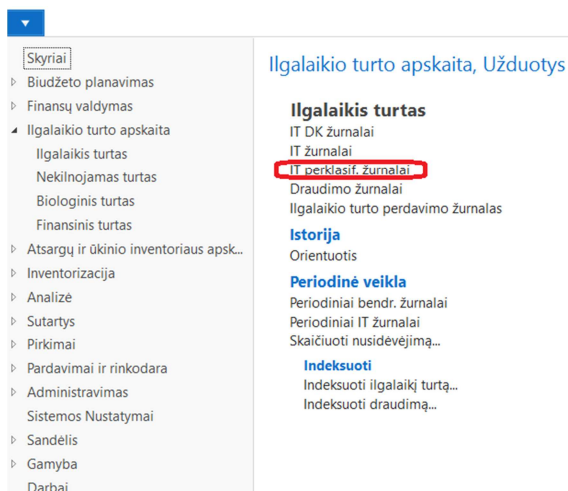 Skyriai
Biudžeto planavimas
Finansų valdymas
Ilgalaikio turto apskaita
Ilgalaikis turtas
Nekilnojamas turtas
Biologinis turtas
Finansinis turtas
Atsargų ir ūkinio inventoriaus apsk...
Inventorizacija
Analizė
Sutartys
Pirkimai
Pardavimai ir rinkodara
Administravimas
Sistemos Nustatymai
Sandėlis
Gamyba
Darbai
Ilgalaikio turto apskaita, Užduotys
Ilgalaikis turtas
IT DK žurnalai
IT žurnalai
IT perklasif. žurnalai
Draudimo žurnalai
Ilgalaikio turto perdavimo žurnalas
Istorija
Orientuotis
Periodinė veikla
Periodiniai bendr. žurnalai
Periodiniai IT žurnalai
Skaičiuoti nusidėvėjimą...
Indeksuoti
Indeksuoti ilgalaikį turtą...
Indeksuoti draudimą...